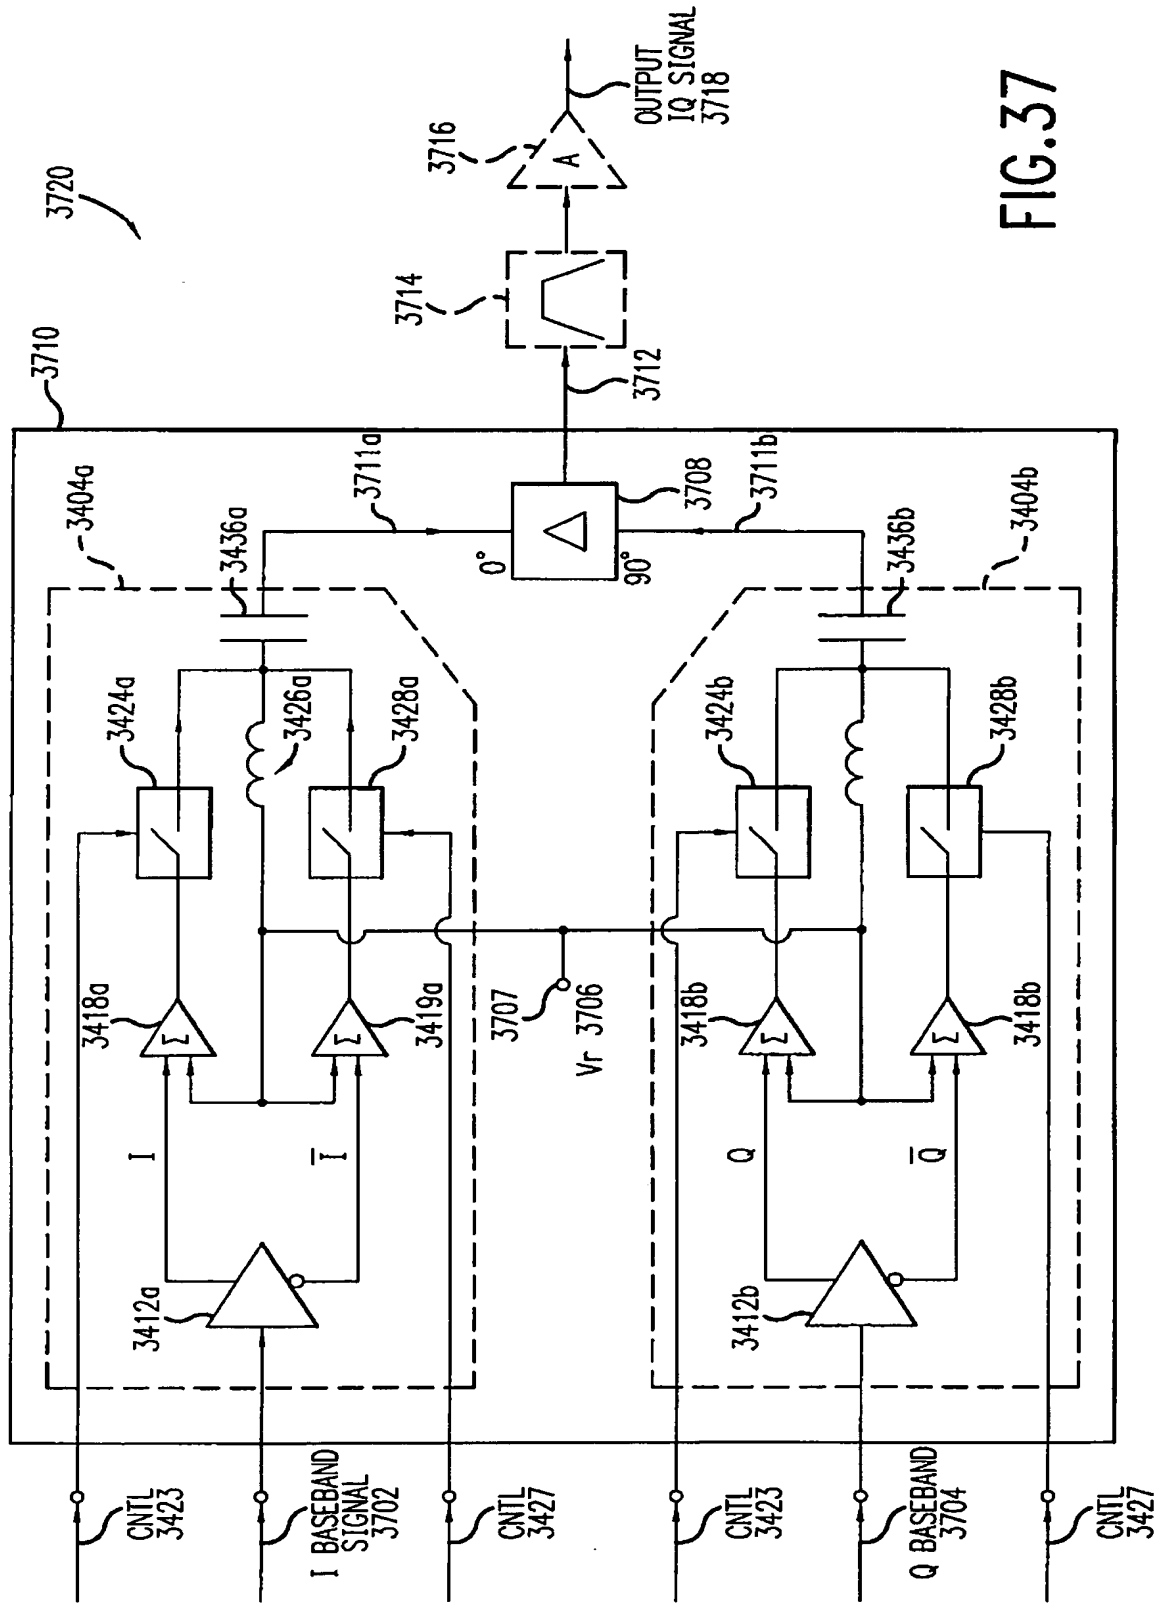 3720
3710
3404a
3436a
3424a
3426a
3428a
3418a
Σ
3419a
Σ
I
I̅
3412a
CNTL
3423
I BASEBAND
SIGNAL
3702
CNTL
3427
3711a
0°
3708
90°
3711b
3712
3714
3716
A
OUTPUT
IQ SIGNAL
3718
3707
Vr 3706
3404b
3436b
3424b
3428b
3418b
Σ
3418b
Σ
Q
Q̅
3412b
CNTL
3423
Q BASEBAND
3704
CNTL
3427
FIG.37